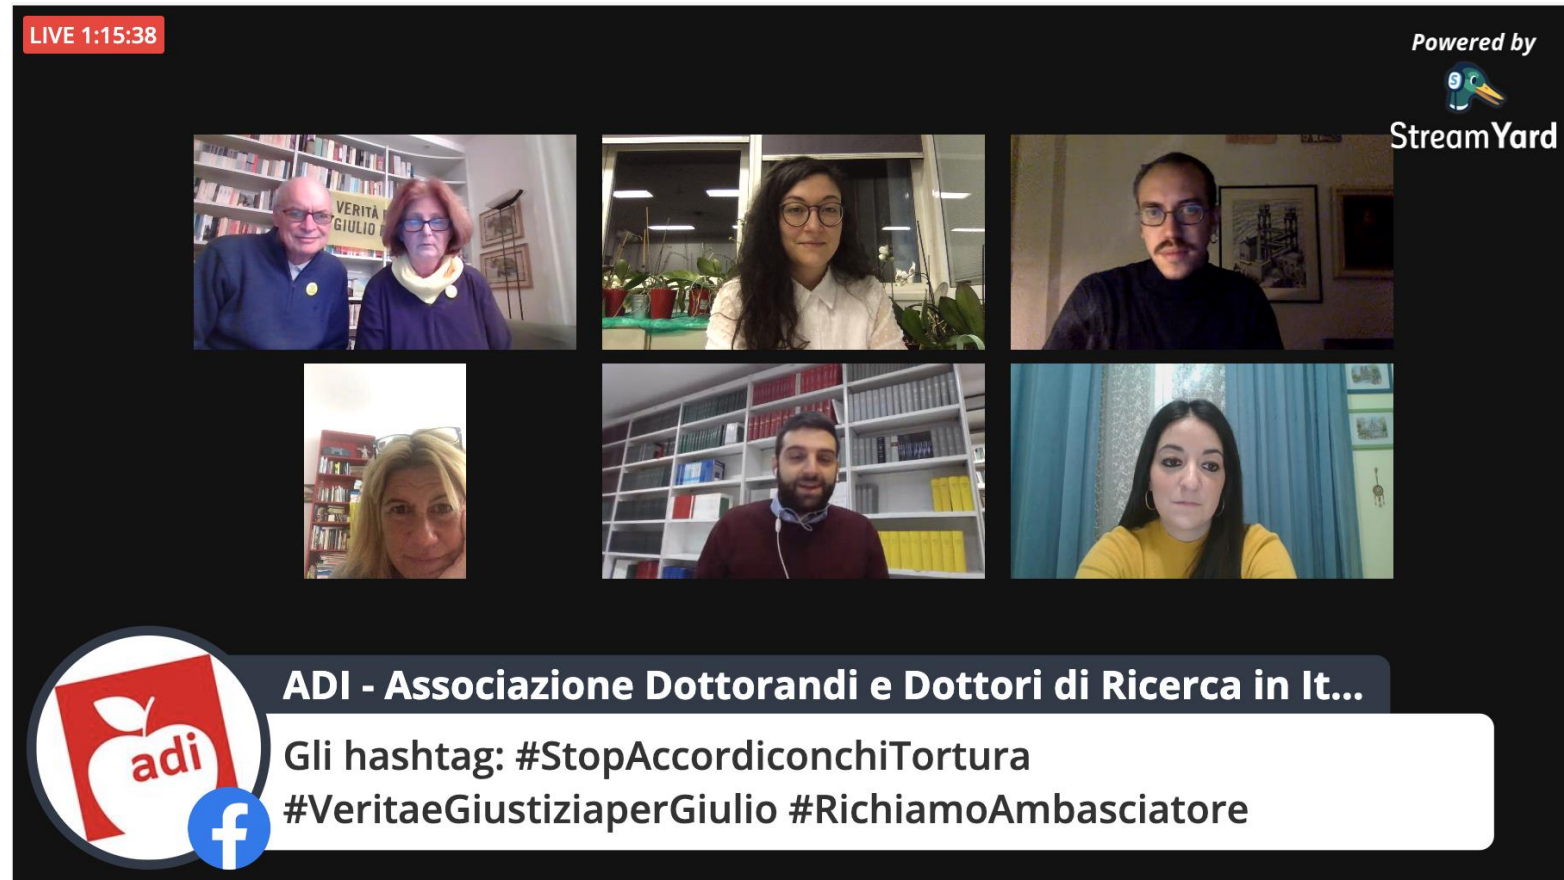 LIVE 1:15:38
Powered by
StreamYard
VERITÀ
GIULIO
ADI - Associazione Dottorandi e Dottori di Ricerca in It...
adi
Gli hashtag: #StopAccordiconchiTortura
#VeritaeGiustiziaperGiulio #RichiamoAmbasciatore